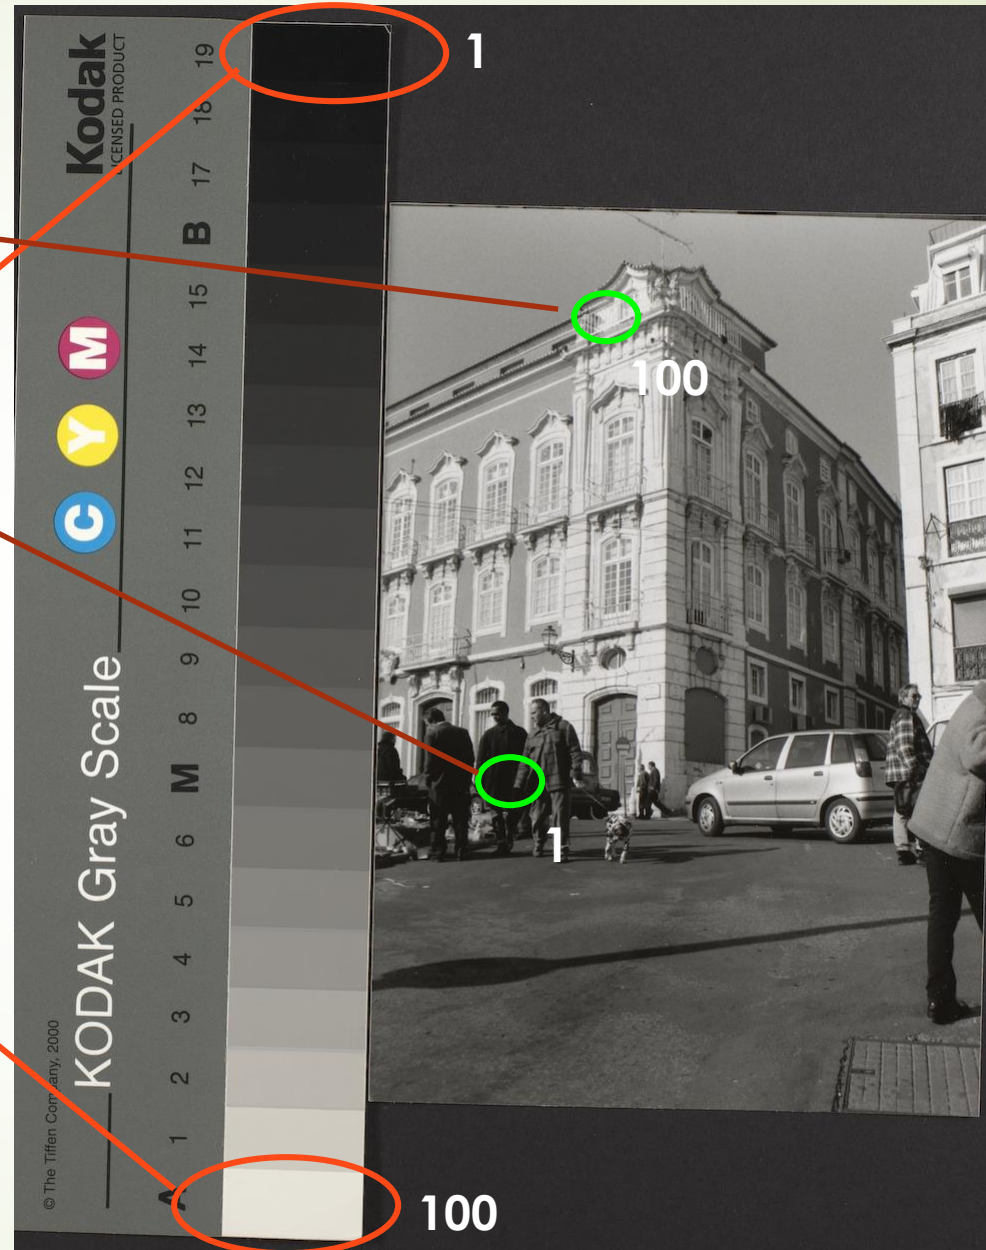 Kodak
LICENSED PRODUCT
C Y M
KODAK Gray Scale
© The Tiffen Company, 2000
A 1 2 3 4 5 6 M 8 9 10 11 12 13 14 15 B 17 18 19
1
100
1
100